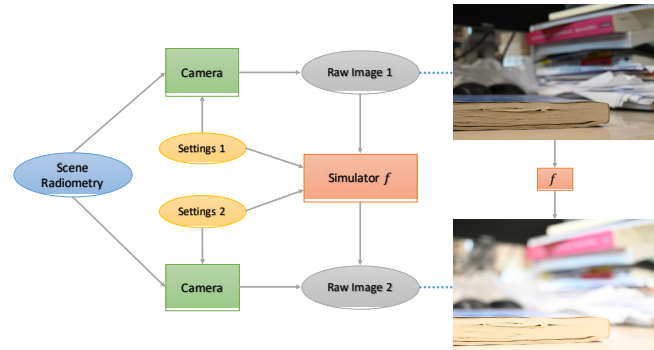 Camera
Raw Image 1
Settings 1
Scene
Radiometry
Simulator f
f
Settings 2
Camera
Raw Image 2